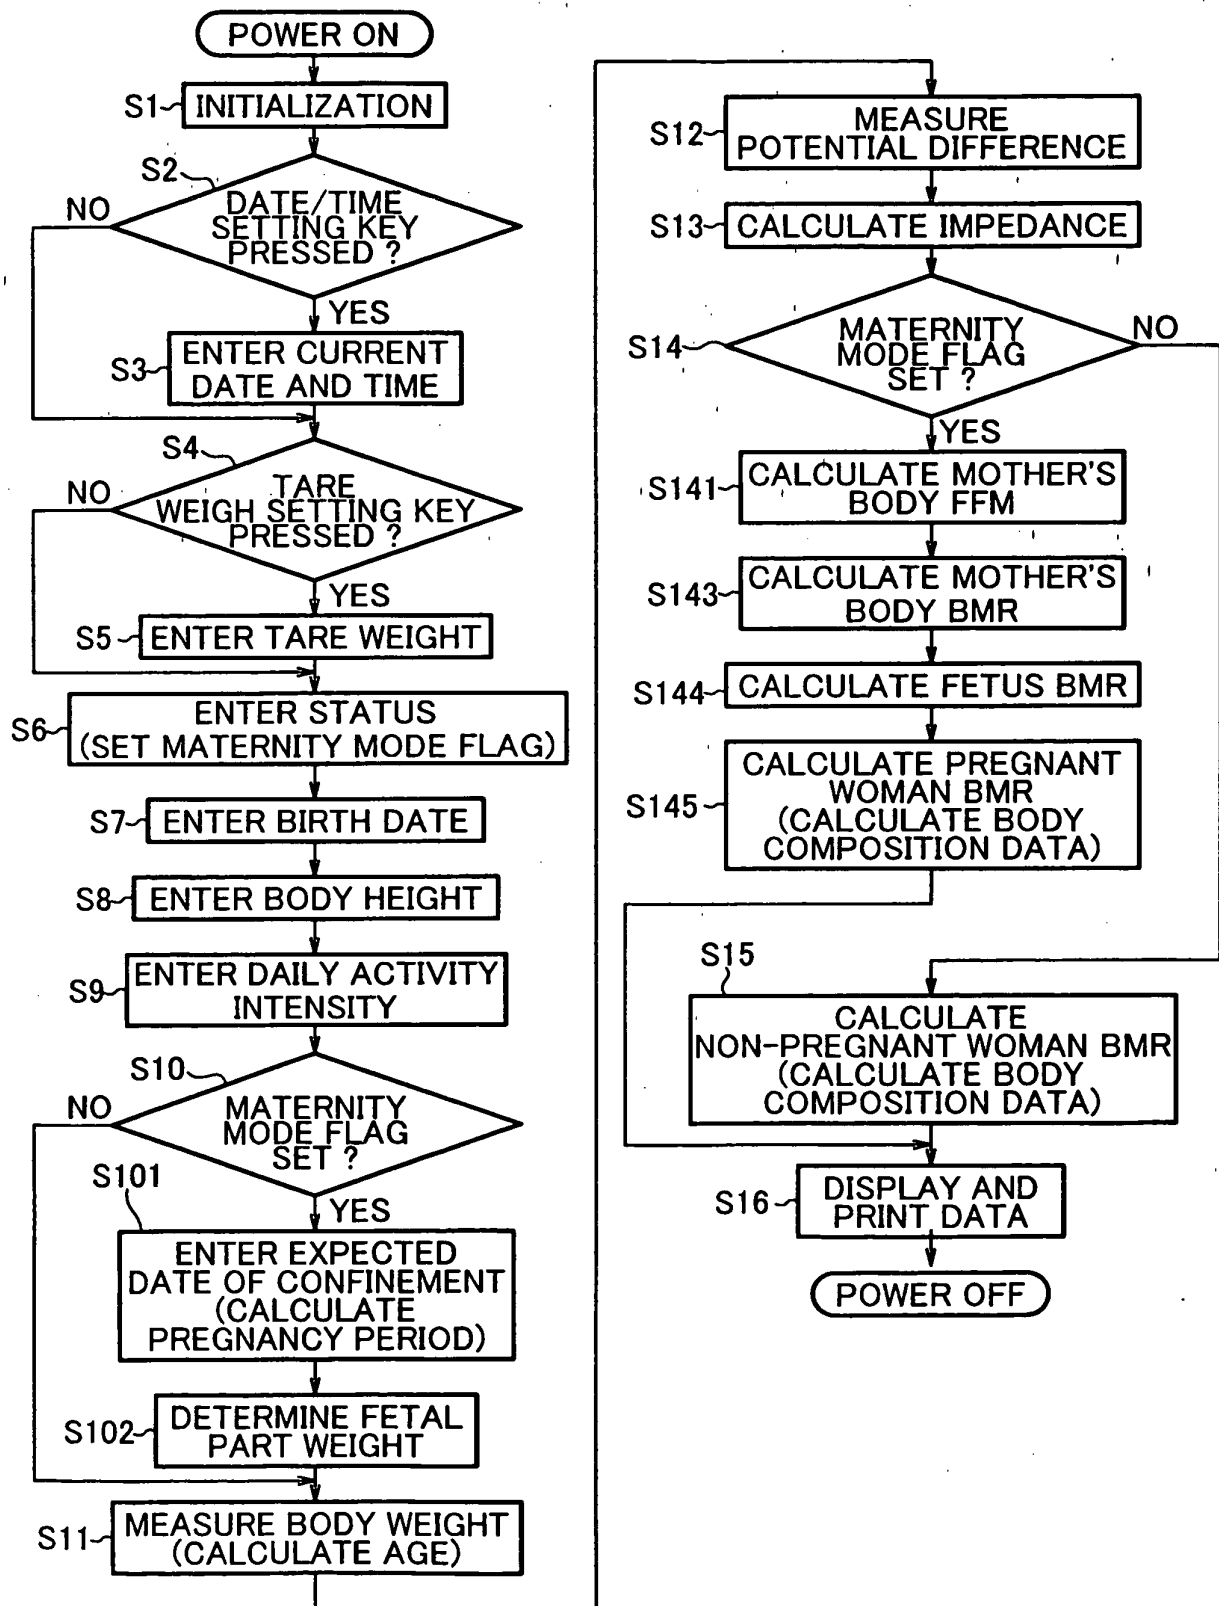 POWER ON
S1
INITIALIZATION
S2
DATE/TIME
SETTING KEY
PRESSED ?
NO
YES
S3
ENTER CURRENT
DATE AND TIME
S4
TARE
WEIGH SETTING KEY
PRESSED ?
NO
YES
S5
ENTER TARE WEIGHT
S6
ENTER STATUS
(SET MATERNITY MODE FLAG)
S7
ENTER BIRTH DATE
S8
ENTER BODY HEIGHT
S9
ENTER DAILY ACTIVITY
INTENSITY
S10
MATERNITY
MODE FLAG
SET ?
NO
YES
S101
ENTER EXPECTED
DATE OF CONFINEMENT
(CALCULATE
PREGNANCY PERIOD)
S102
DETERMINE FETAL
PART WEIGHT
S11
MEASURE BODY WEIGHT
(CALCULATE AGE)
S12
MEASURE
POTENTIAL DIFFERENCE
S13
CALCULATE IMPEDANCE
S14
MATERNITY
MODE FLAG
SET ?
NO
YES
S141
CALCULATE MOTHER'S
BODY FFM
S143
CALCULATE MOTHER'S
BODY BMR
S144
CALCULATE FETUS BMR
S145
CALCULATE PREGNANT
WOMAN BMR
(CALCULATE BODY
COMPOSITION DATA)
S15
CALCULATE
NON-PREGNANT WOMAN BMR
(CALCULATE BODY
COMPOSITION DATA)
S16
DISPLAY AND
PRINT DATA
POWER OFF